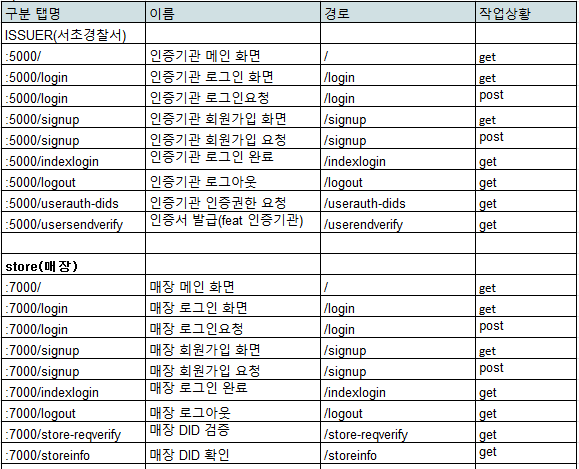 구분 탭명 이름 경로 작업상황
ISSUER(서초경찰서)
:5000/ 인증기관 메인 화면 / get
:5000/login 인증기관 로그인 화면 /login get
:5000/login 인증기관 로그인요청 /login post
:5000/signup 인증기관 회원가입 화면 /signup get
:5000/signup 인증기관 회원가입 요청 /signup post
:5000/indexlogin 인증기관 로그인 완료 /indexlogin get
:5000/logout 인증기관 로그아웃 /logout get
:5000/userauth-dids 인증기관 인증권한 요청 /userauth-dids get
:5000/usersendverify 인증서 발급(feat 인증기관) /userendverify get
store(매장)
:7000/ 매장 메인 화면 / get
:7000/login 매장 로그인 화면 /login get
:7000/login 매장 로그인요청 /login post
:7000/signup 매장 회원가입 화면 /signup get
:7000/signup 매장 회원가입 요청 /signup post
:7000/indexlogin 매장 로그인 완료 /indexlogin get
:7000/logout 매장 로그아웃 /logout get
:7000/store-reqverify 매장 DID 검증 /store-reqverify get
:7000/storeinfo 매장 DID 확인 /storeinfo get